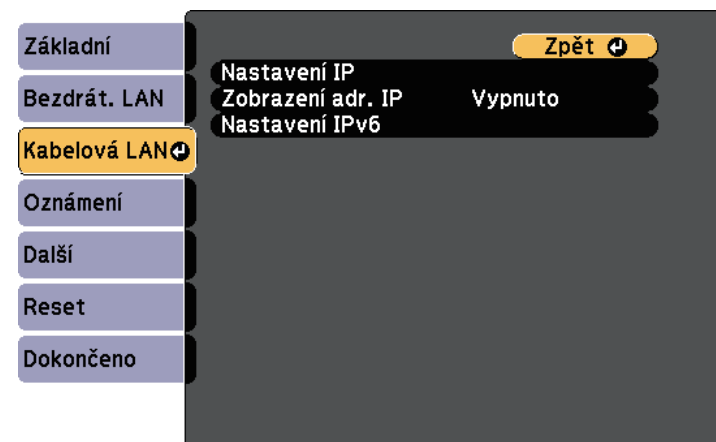 Základní
Bezdrát. LAN
Kabelová LAN
Oznámení
Další
Reset
Dokončeno
Zpět
Nastavení IP
Zobrazení adr. IP Vypnuto
Nastavení IPv6